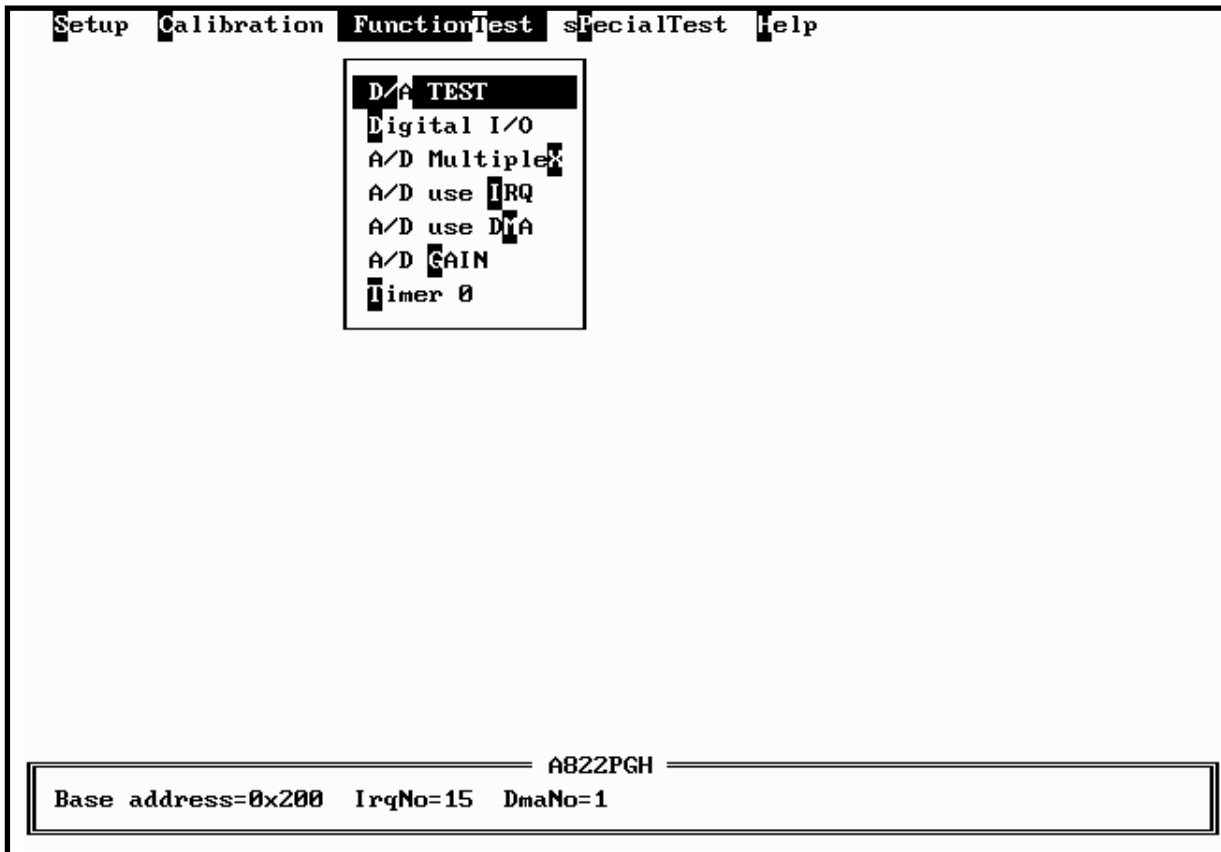 Setup Calibration FunctionTest sPecialTest Help
D/A TEST
Digital I/O
A/D MultipleX
A/D use IRQ
A/D use DMA
A/D GAIN
Timer 0
A822PGH
Base address=0x200 IrqNo=15 DmaNo=1